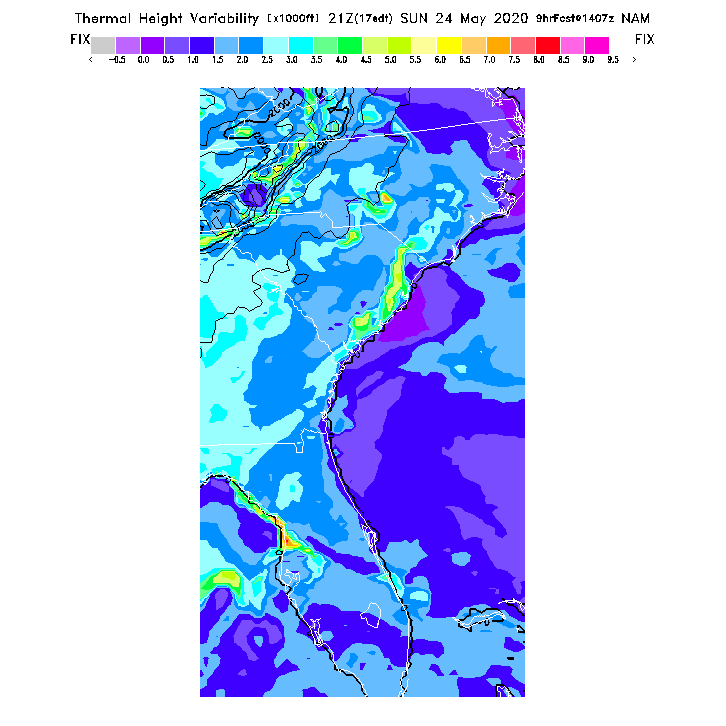 Thermal Height Variability [x1000ft] 21Z(17edt) SUN 24 May 2020 9hrFcst@1407z NAM
FIX FIX
< -0.5 0.0 0.5 1.0 1.5 2.0 2.5 3.0 3.5 4.0 4.5 5.0 5.5 6.0 6.5 7.0 7.5 8.0 8.5 9.0 9.5 >
2000